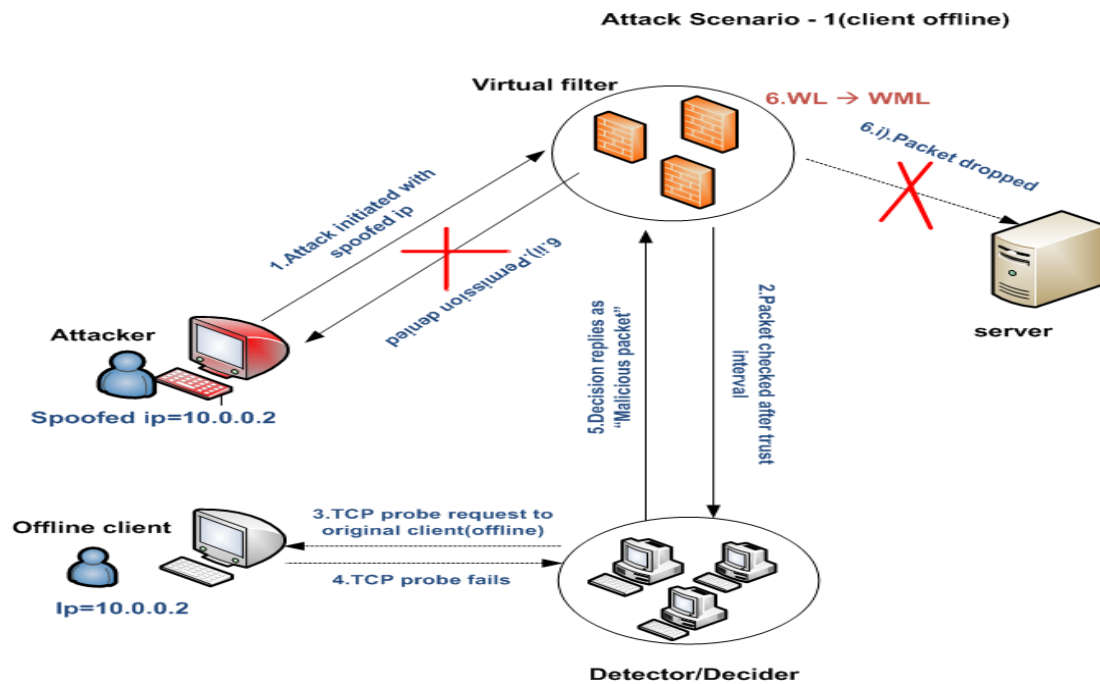 Attack Scenario - 1(client offline)
Virtual filter
6.WL → WML
6.i).Packet dropped
1.Attack initiated with
spoofed ip
6.ii).Permission denied
Attacker
Spoofed ip=10.0.0.2
server
5.Decision replies as
“Malicious packet”
2.Packet checked after trust
interval
Offline client
3.TCP probe request to
original client(offline)
4.TCP probe fails
Ip=10.0.0.2
Detector/Decider